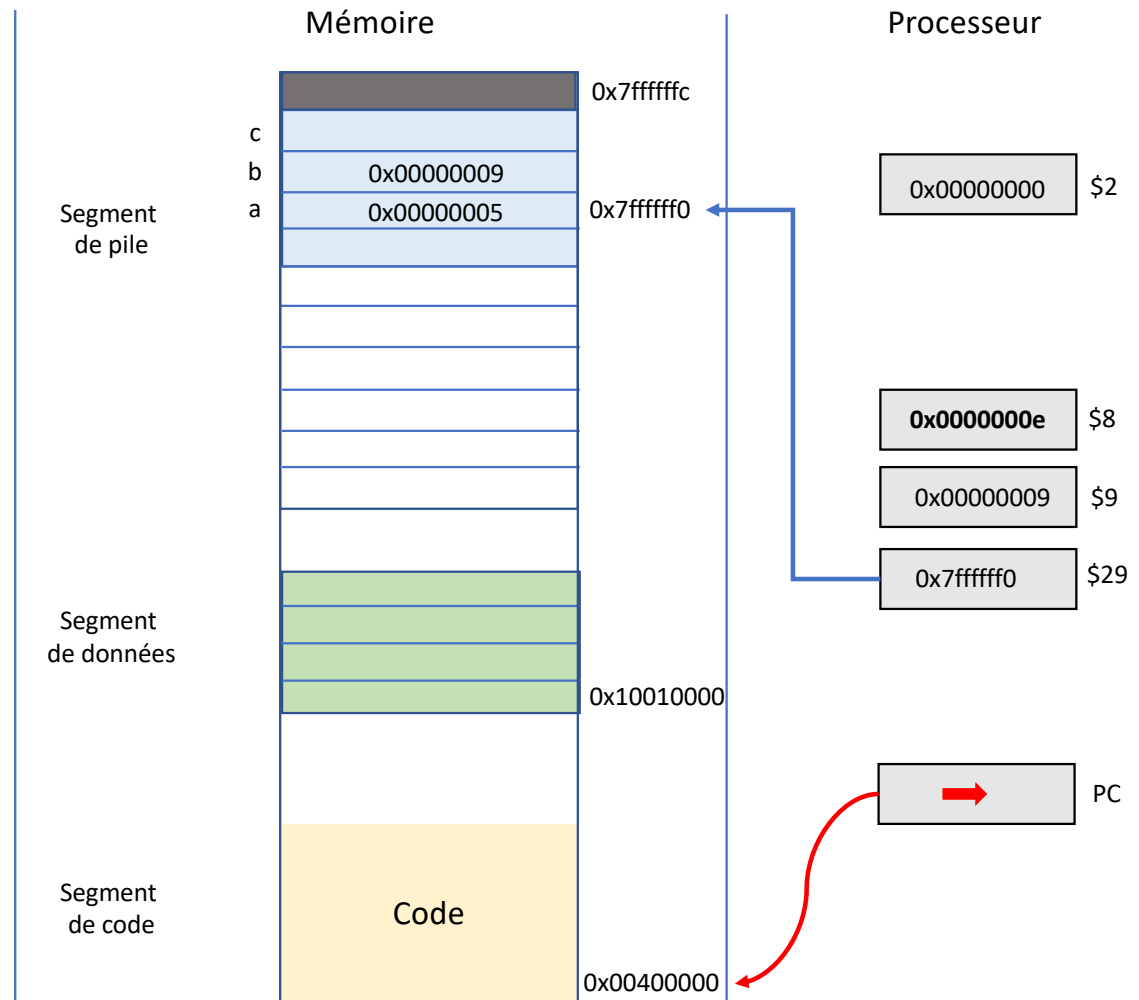 Mémoire
Processeur
0x7ffffffc
c
b
0x00000009
a
0x00000005
0x7ffffff0
Segment
de pile
0x00000000
$2
0x0000000e
$8
0x00000009
$9
0x7ffffff0
$29
Segment
de données
0x10010000
PC
Segment
de code
Code
0x00400000